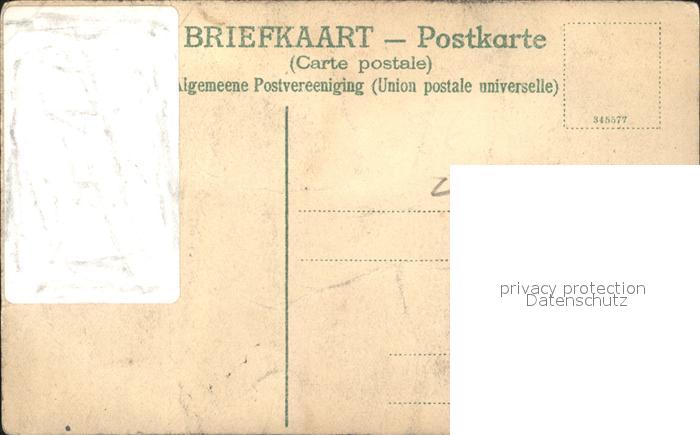 BRIEFKAART — Postkarte
(Carte postale)
Algemeene Postvereeniging (Union postale universelle)
345577
privacy protection
Datenschutz